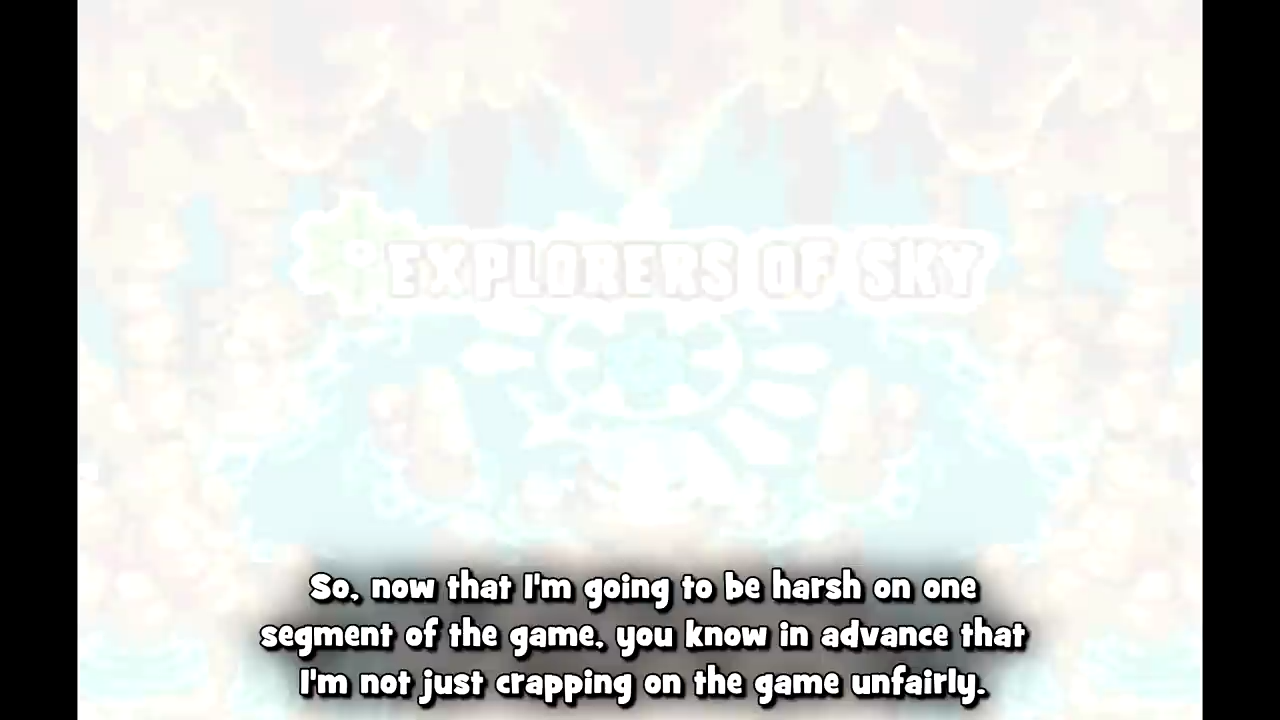 EXPLORERS OF SKY
So, now that I'm going to be harsh on one
segment of the game, you know in advance that
I'm not just crapping on the game unfairly.